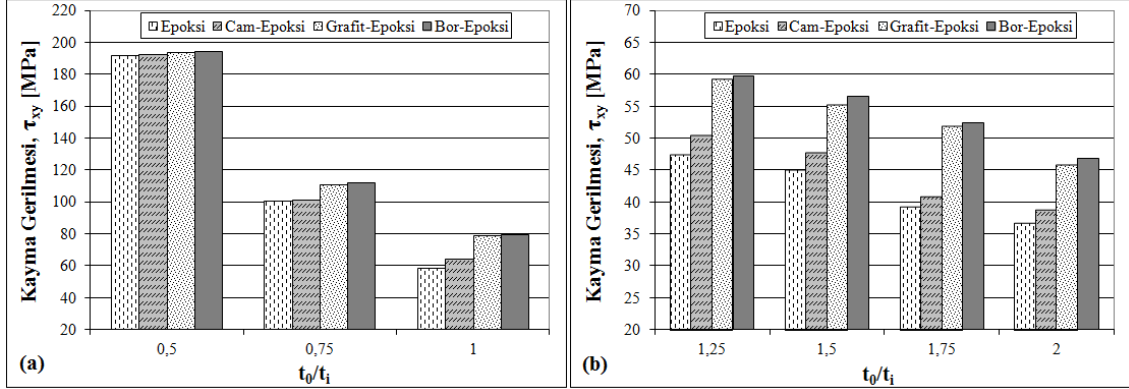 Epoksi Cam-Epoksi Grafit-Epoksi Bor-Epoksi
Kayma Gerilmesi, τxy [MPa]
220
200
180
160
140
120
100
80
60
40
20
0,5 0,75 1
(a)
t0/ti
Epoksi Cam-Epoksi Grafit-Epoksi Bor-Epoksi
Kayma Gerilmesi, τxy [MPa]
70
65
60
55
50
45
40
35
30
25
20
1,25 1,5 1,75 2
(b)
t0/ti